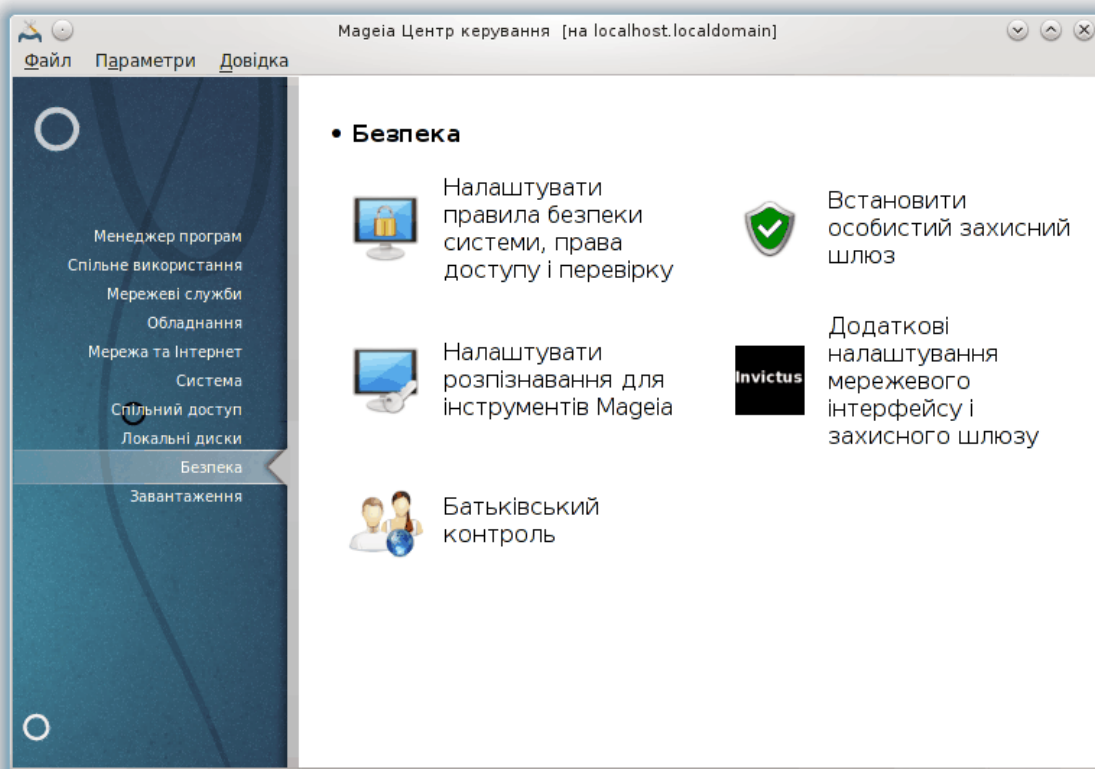 Mageia Центр керування [на localhost.localdomain]
Файл Параметри Довідка
Менеджер програм
Спільне використання
Мережеві служби
Обладнання
Мережа та Інтернет
Система
Спільний доступ
Локальні диски
Безпека
Завантаження
• Безпека
Налаштувати
правила безпеки
системи, права
доступу і перевірку
Встановити
особистий захисний
шлюз
Налаштувати
розпізнавання для
інструментів Mageia
Invictus
Додаткові
налаштування
мережевого
інтерфейсу і
захисного шлюзу
Батьківський
контроль